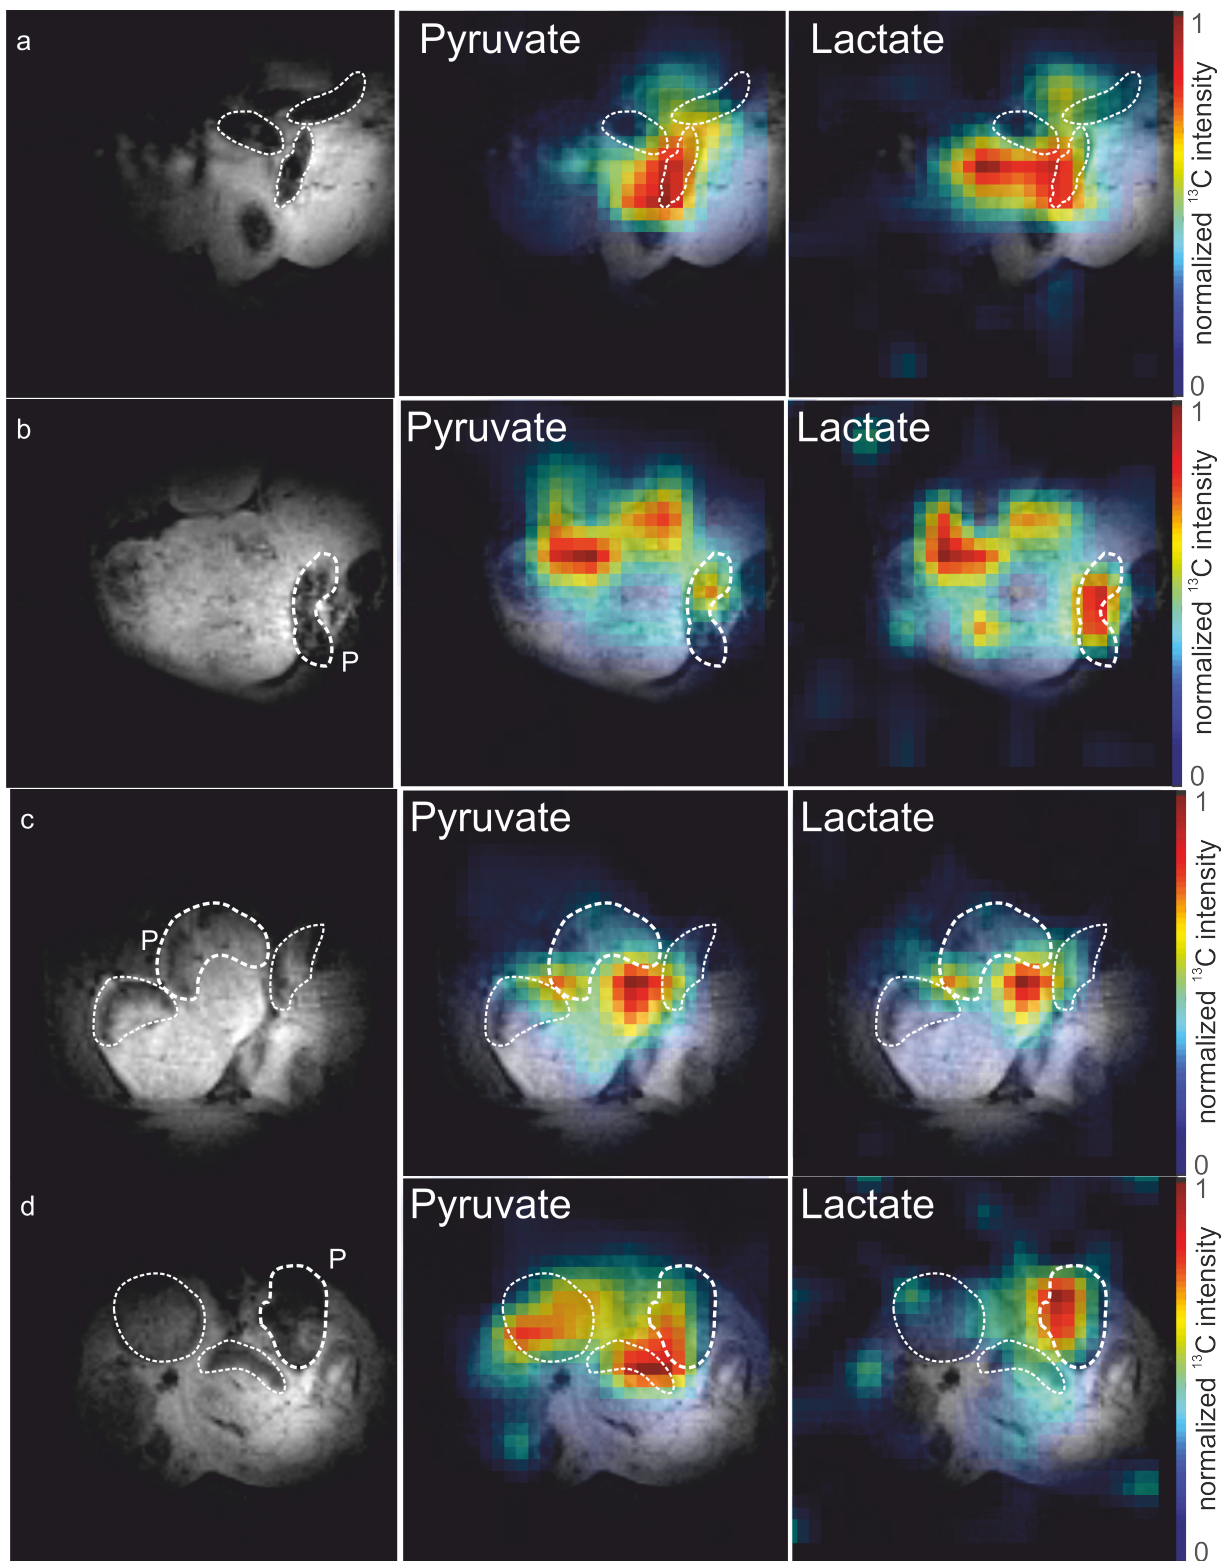 a
Pyruvate
Lactate
1
normalized ¹³C intensity
0
b
Pyruvate
Lactate
1
normalized ¹³C intensity
0
P
c
Pyruvate
Lactate
1
normalized ¹³C intensity
0
P
d
Pyruvate
Lactate
1
normalized ¹³C intensity
0
P